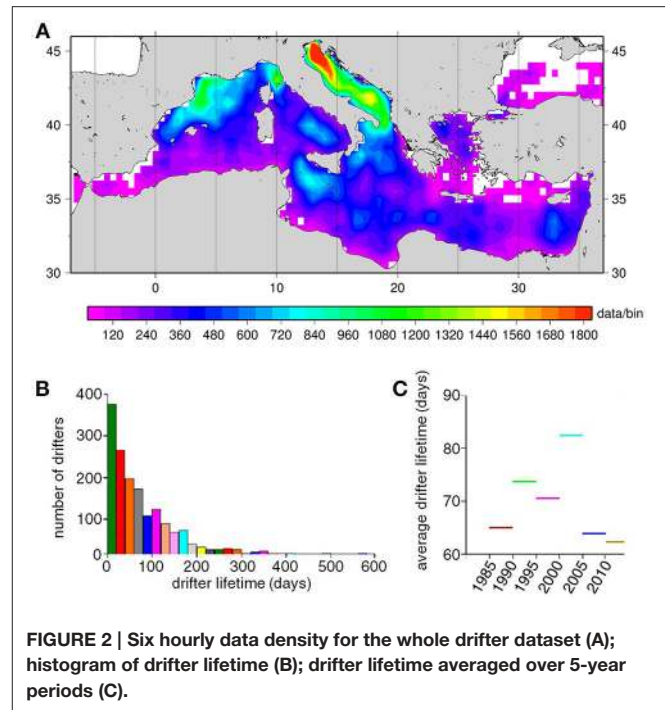 A
45 45
40 40
35 35
30 30
0 10 20 30
data/bin
120 240 360 480 600 720 840 960 1080 1200 1320 1440 1560 1680 1800
B
number of drifters
400
300
200
100
0
0 100 200 300 400 500 600
drifter lifetime (days)
C
average drifter lifetime (days)
90
80
70
60
1985 1990 1995 2000 2005 2010
FIGURE 2 | Six hourly data density for the whole drifter dataset (A);
histogram of drifter lifetime (B); drifter lifetime averaged over 5-year
periods (C).